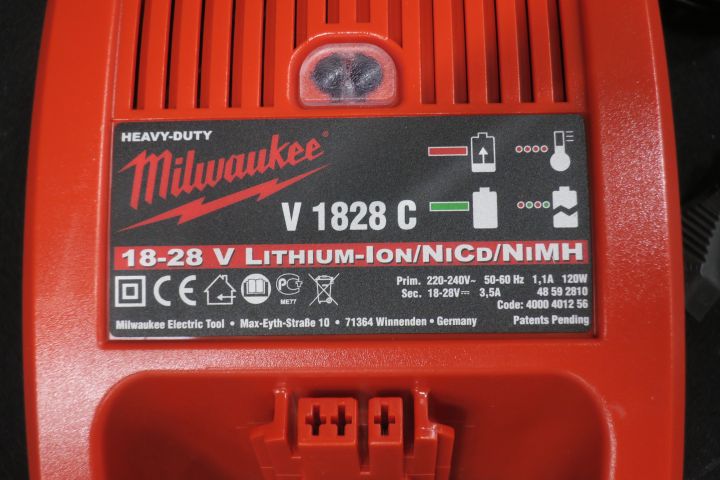 HEAVY-DUTY
Milwaukee®
V 1828 C
18-28 V LITHIUM-ION/NICD/NIMH
Prim. 220-240V~ 50-60 Hz 1,1A 120W
Sec. 18-28V⎓ 3,5A 48 59 2810
Code: 4000 4012 56
CE PC ME77
Milwaukee Electric Tool • Max-Eyth-Straße 10 • 71364 Winnenden • Germany Patents Pending